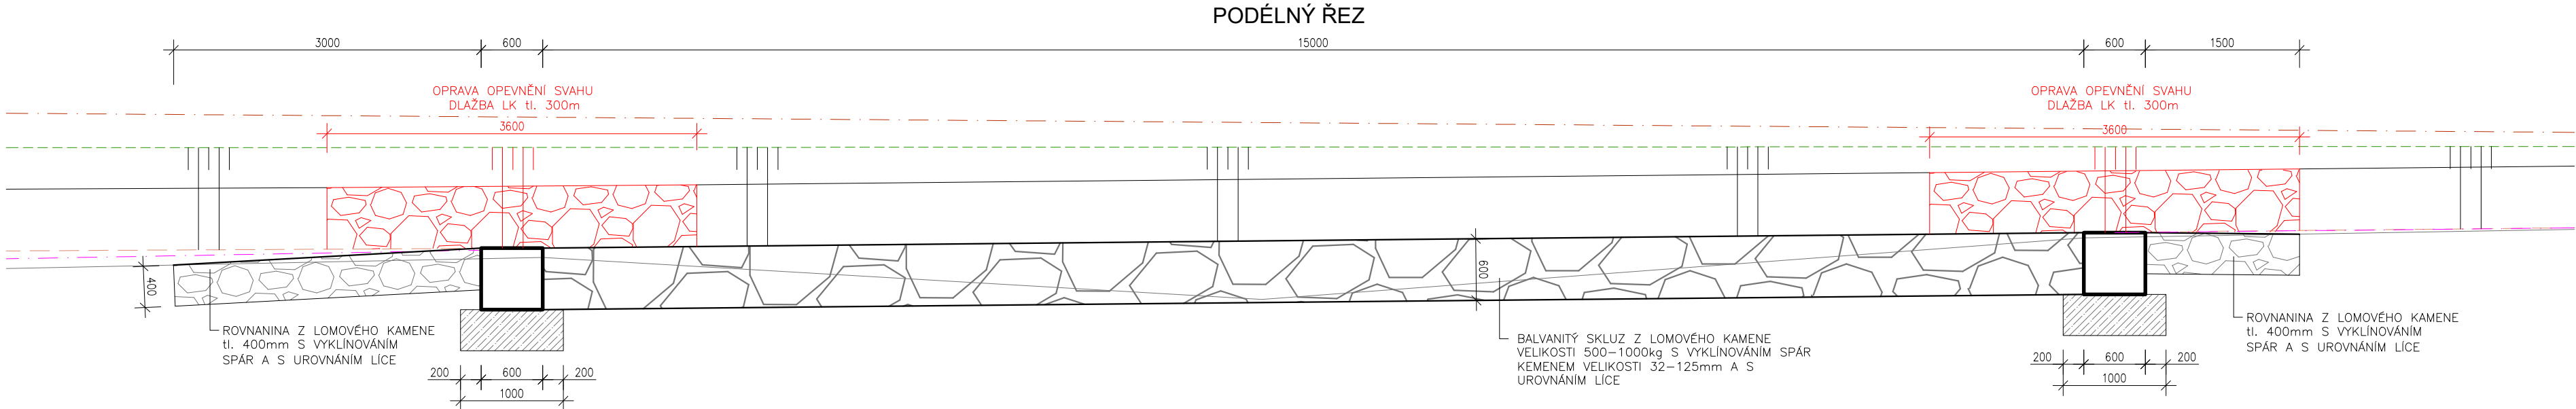 PODÉLNÝ ŘEZ
3000
600
15000
600
1500
OPRAVA OPEVNĚNÍ SVAHU
DLAŽBA LK tl. 300m
3600
OPRAVA OPEVNĚNÍ SVAHU
DLAŽBA LK tl. 300m
3600
400
600
ROVNANINA Z LOMOVÉHO KAMENE
tl. 400mm S VYKLÍNOVÁNÍM
SPÁR A S UROVNÁNÍM LÍCE
BALVANITÝ SKLUZ Z LOMOVÉHO KAMENE
VELIKOSTI 500-1000kg S VYKLÍNOVÁNÍM SPÁR
KEMENEM VELIKOSTI 32-125mm A S
UROVNÁNÍM LÍCE
ROVNANINA Z LOMOVÉHO KAMENE
tl. 400mm S VYKLÍNOVÁNÍM
SPÁR A S UROVNÁNÍM LÍCE
200
600
200
1000
200
600
200
1000